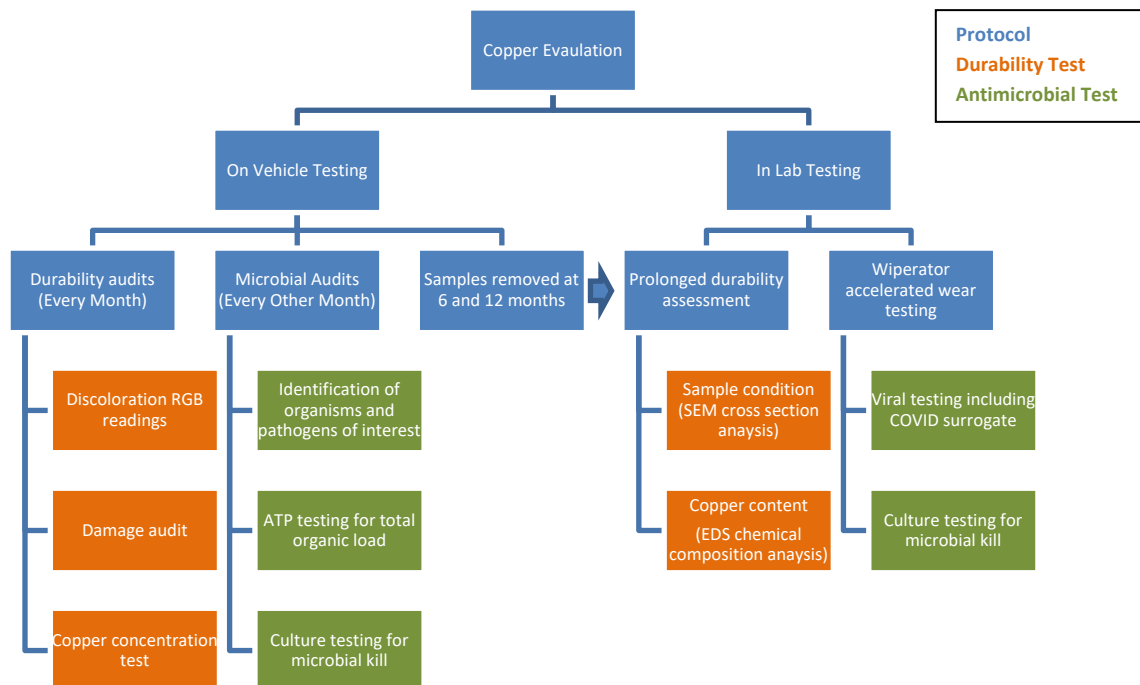 Copper Evaulation
Protocol
Durability Test
Antimicrobial Test
On Vehicle Testing
In Lab Testing
Durability audits
(Every Month)
Microbial Audits
(Every Other Month)
Samples removed at
6 and 12 months
Prolonged durability
assessment
Wiperator
accelerated wear
testing
Discoloration RGB
readings
Identification of
organisms and
pathogens of interest
Sample condition
(SEM cross section
anaysis)
Viral testing including
COVID surrogate
Damage audit
ATP testing for total
organic load
Copper content
(EDS chemical
composition anaysis)
Culture testing for
microbial kill
Copper concentration
test
Culture testing for
microbial kill